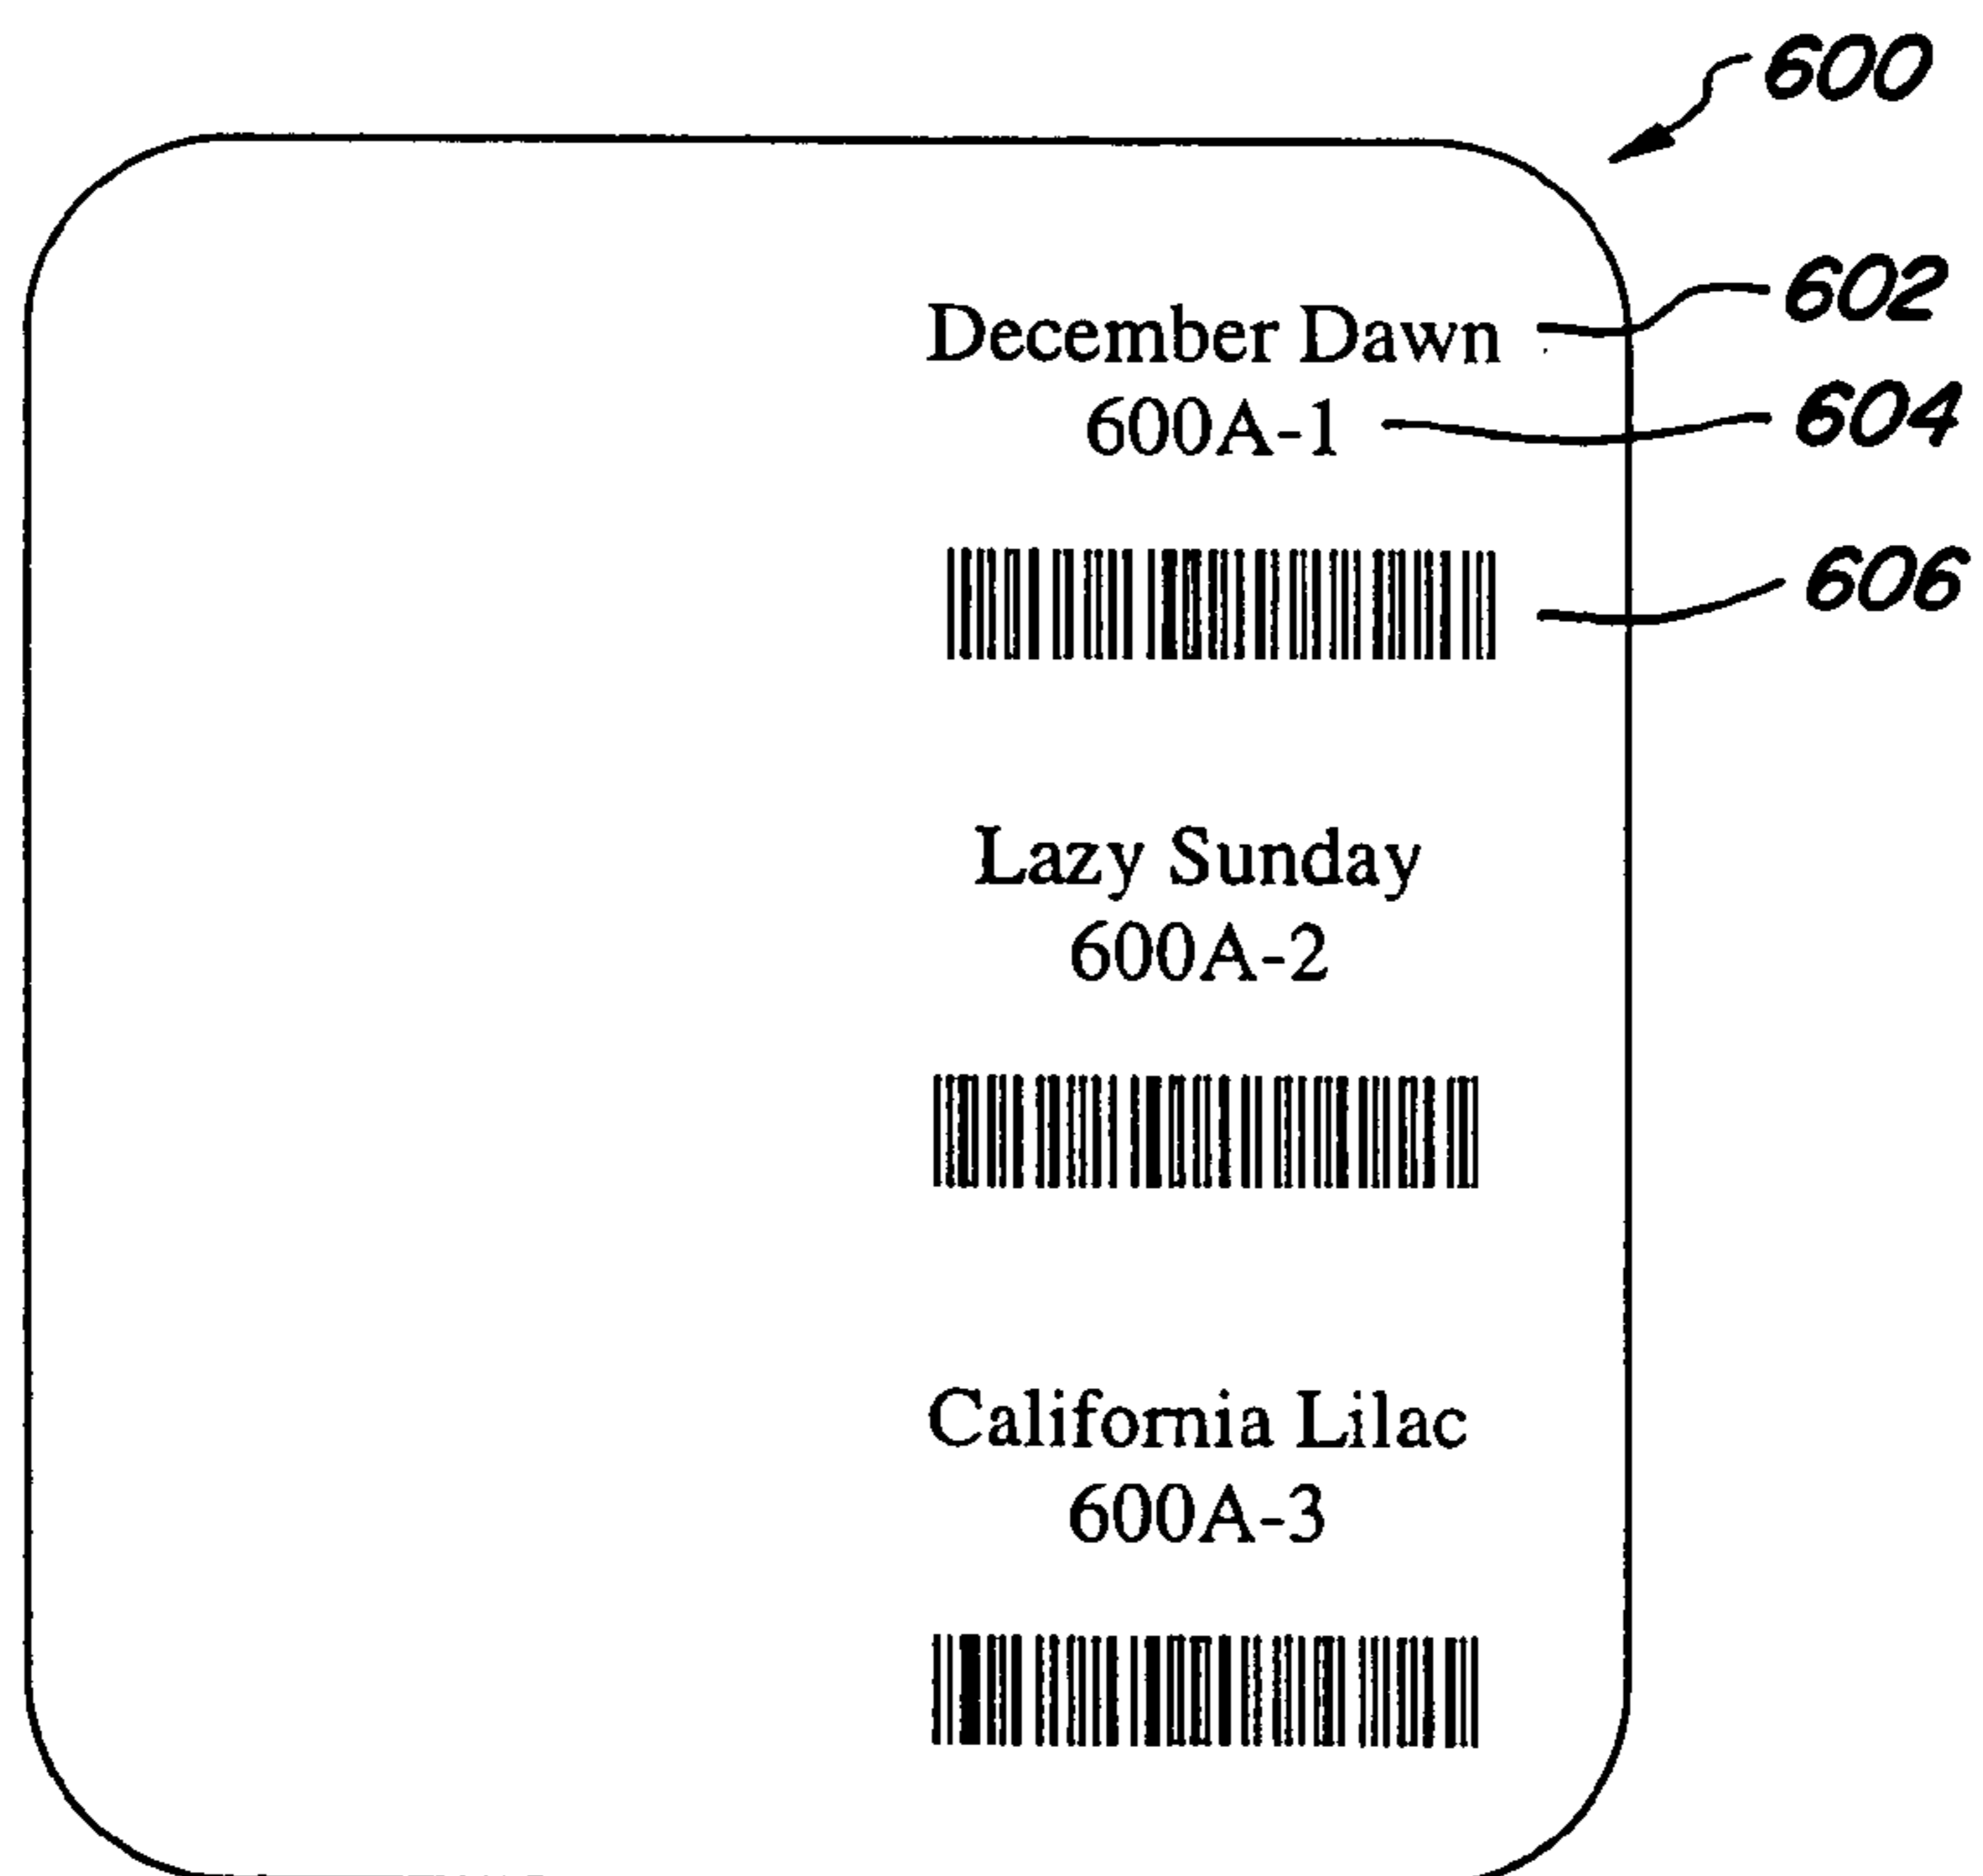 600
December Dawn 602
600A-1 604
606
Lazy Sunday
600A-2
California Lilac
600A-3